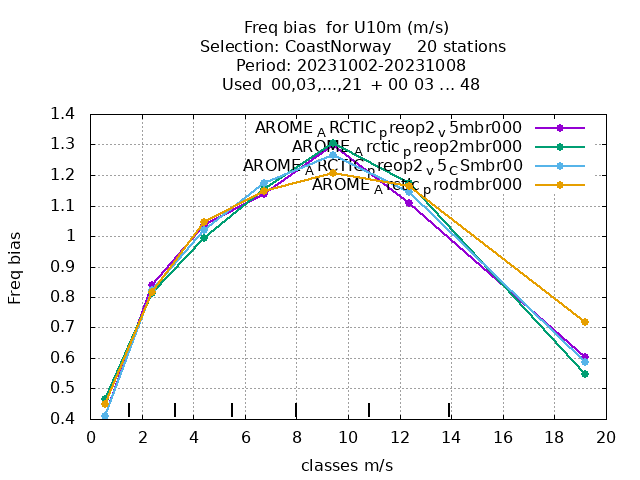 Freq bias  for U10m (m/s)
Selection: CoastNorway     20 stations
Period: 20231002-20231008
Used  00,03,...,21  + 00 03 ... 48
AROME_ARCTIC_preop2_v5mbr000
AROME_Arctic_preop2mbr000
AROME_ARCTIC_preop2_v5_CSmbr00
AROME_Arctic_prodmbr000
1.4
1.3
1.2
1.1
1
0.9
0.8
0.7
0.6
0.5
0.4
Freq bias
0 2 4 6 8 10 12 14 16 18 20
classes m/s